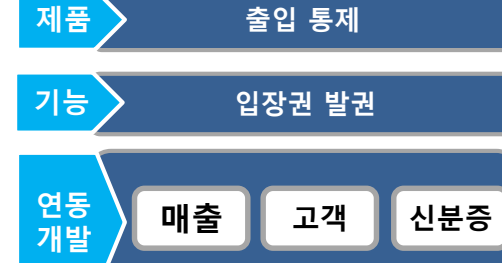 제품 출입 통제
기능 입장권 발권
연동
개발
매출 고객 신분증